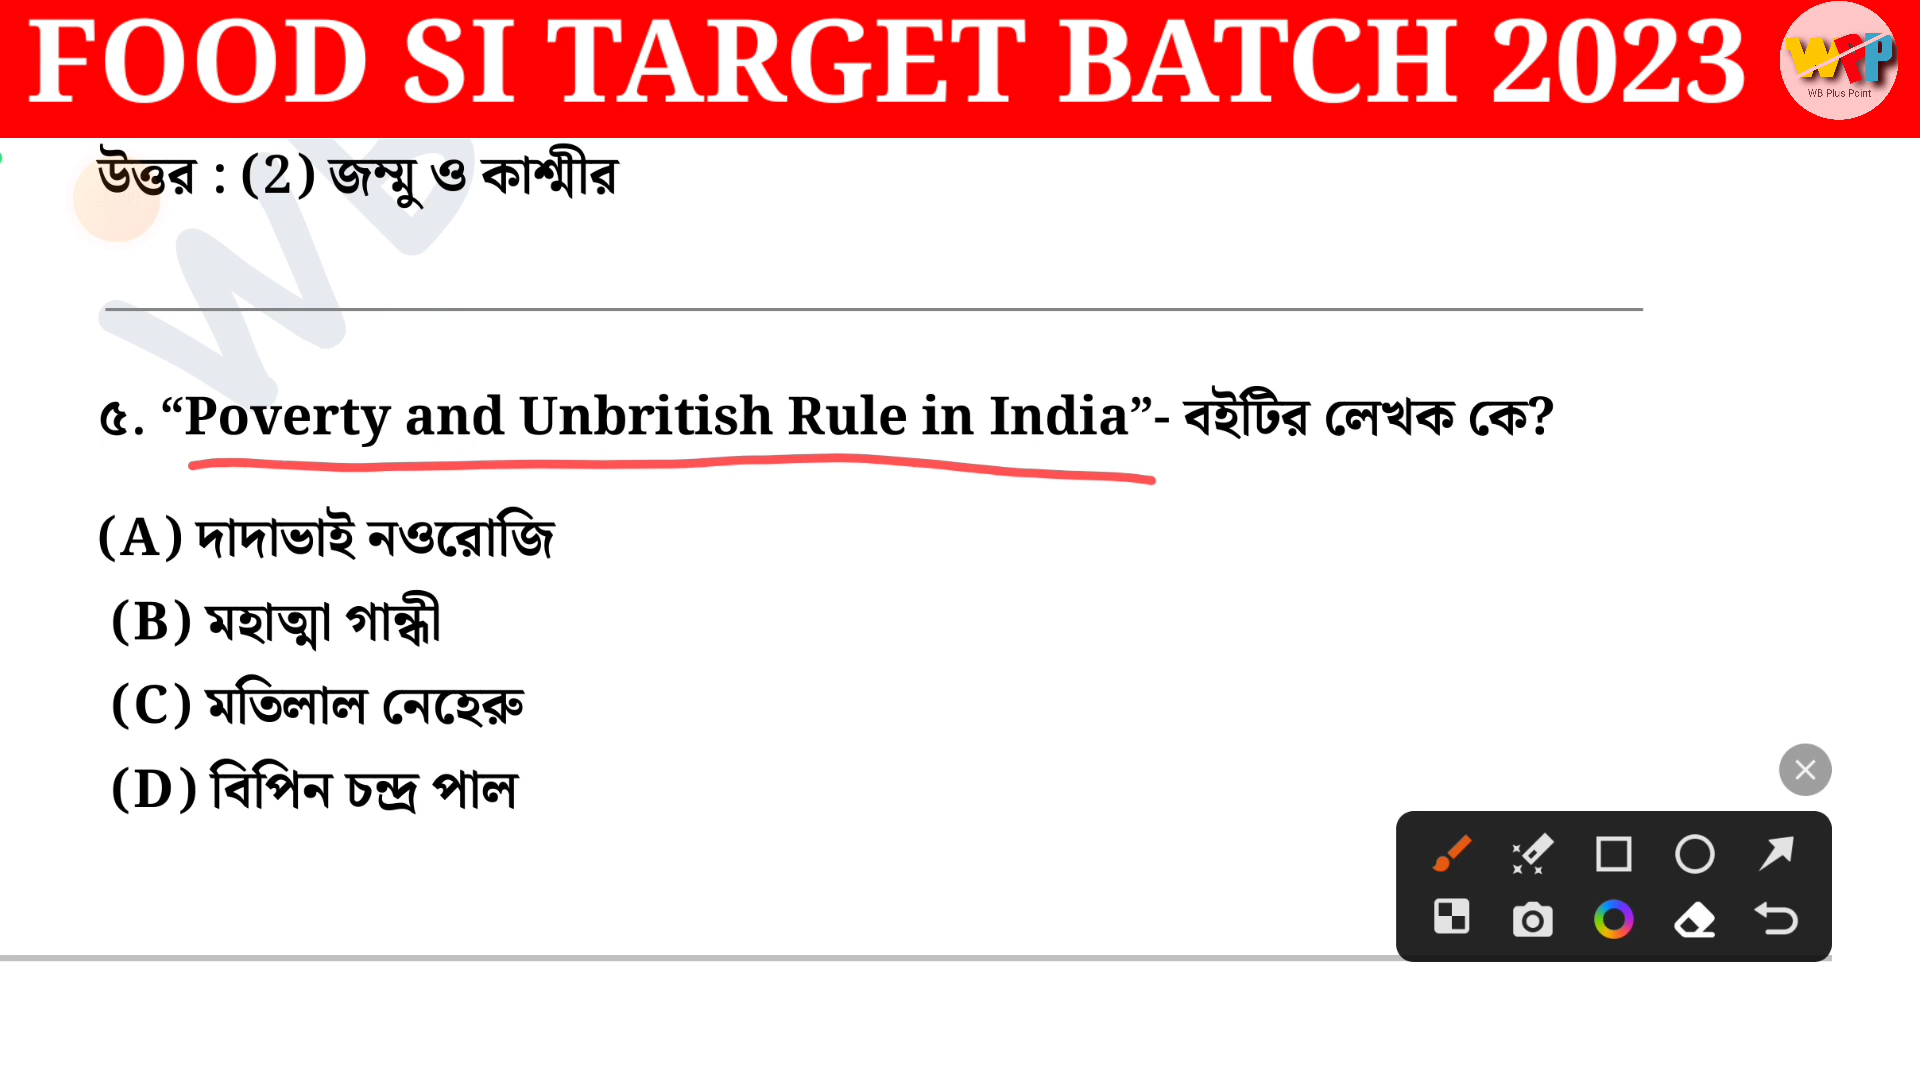 FOOD SI TARGET BATCH 2023
WB Plus Point
উত্তর : (2) জম্মু ও কাশ্মীর
৫. “Poverty and Unbritish Rule in India”- বইটির লেখক কে?
(A) দাদাভাই নওরোজি
(B) মহাত্মা গান্ধী
(C) মতিলাল নেহেরু
(D) বিপিন চন্দ্র পাল